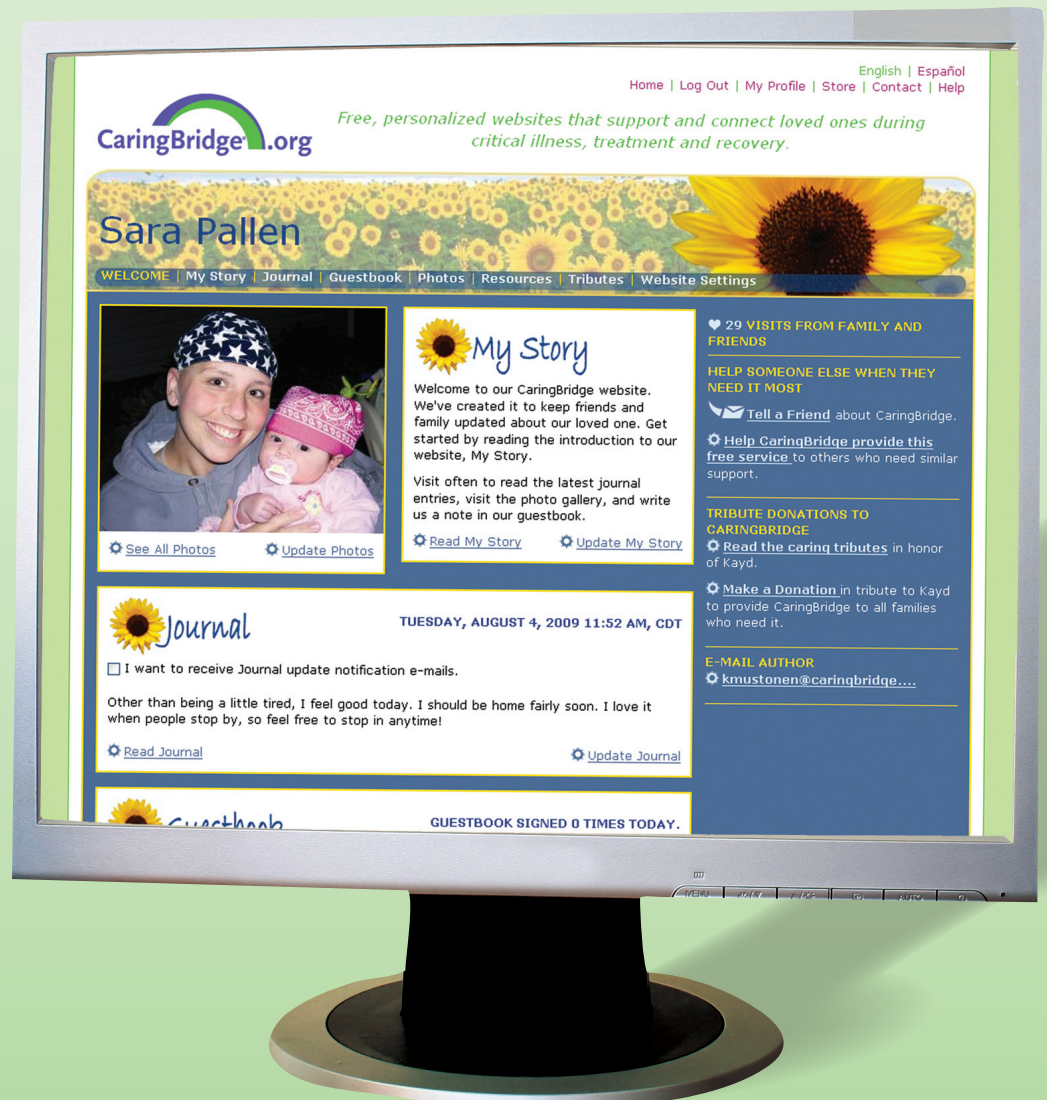 English | Español
Home | Log Out | My Profile | Store | Contact | Help
CaringBridge.org
Free, personalized websites that support and connect loved ones during
critical illness, treatment and recovery.
Sara Pallen
WELCOME | My Story | Journal | Guestbook | Photos | Resources | Tributes | Website Settings
See All Photos
Update Photos
My Story
Welcome to our CaringBridge website.
We've created it to keep friends and
family updated about our loved one. Get
started by reading the introduction to our
website, My Story.
Visit often to read the latest journal
entries, visit the photo gallery, and write
us a note in our guestbook.
Read My Story
Update My Story
Journal
TUESDAY, AUGUST 4, 2009 11:52 AM, CDT
I want to receive Journal update notification e-mails.
Other than being a little tired, I feel good today. I should be home fairly soon. I love it
when people stop by, so feel free to stop in anytime!
Read Journal
Update Journal
Guestbook
GUESTBOOK SIGNED 0 TIMES TODAY.
29 VISITS FROM FAMILY AND
FRIENDS
HELP SOMEONE ELSE WHEN THEY
NEED IT MOST
Tell a Friend about CaringBridge.
Help CaringBridge provide this
free service to others who need similar
support.
TRIBUTE DONATIONS TO
CARINGBRIDGE
Read the caring tributes in honor
of Kayd.
Make a Donation in tribute to Kayd
to provide CaringBridge to all families
who need it.
E-MAIL AUTHOR
kmustonen@caringbridge....
MENU
AUTO